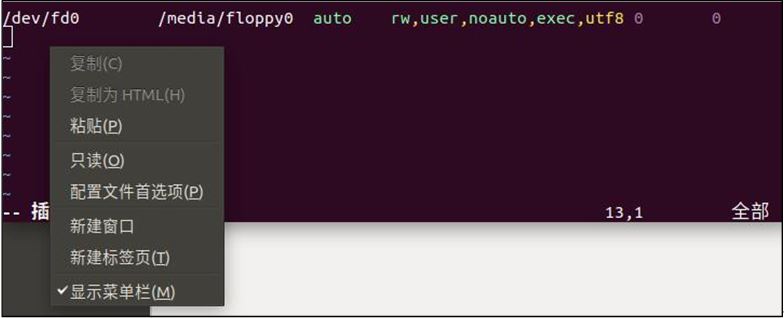 /dev/fd0 /media/floppy0 auto rw,user,noauto,exec,utf8 0 0
~
复制(C)
~
复制为 HTML(H)
~
粘贴(P)
~
只读(O)
~
配置文件首选项(P)
~
-- 插 13,1 全部
新建窗口
新建标签页(T)
✓显示菜单栏(M)